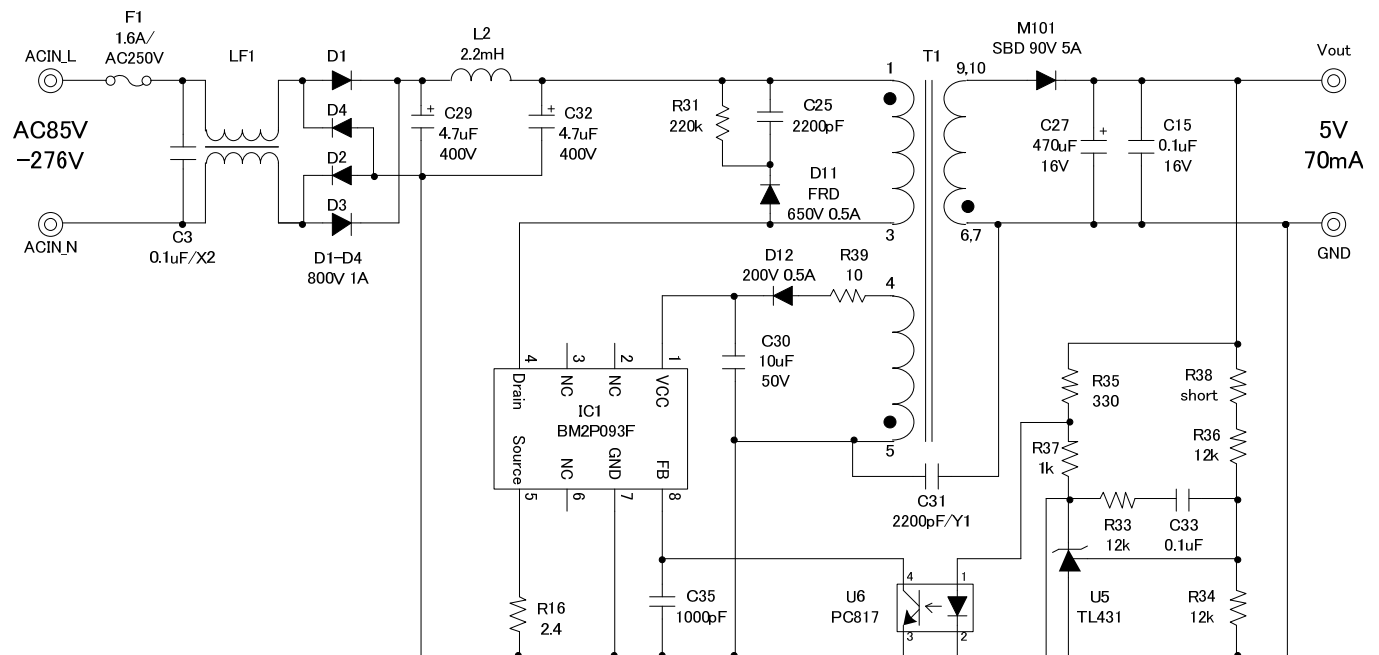 F1
1.6A/
AC250V
ACIN_L
LF1
D1
L2
2.2mH
M101
SBD 90V 5A
Vout
T1
1
9,10
D4
+
C29
4.7uF
400V
+
C32
4.7uF
400V
R31
220k
C25
2200pF
C27
470uF
16V
+
C15
0.1uF
16V
AC85V
-276V
5V
70mA
D2
D11
FRD
650V 0.5A
D3
ACIN_N
C3
0.1uF/X2
D1-D4
800V 1A
3
6,7
GND
D12
200V 0.5A
R39
10
4
C30
10uF
50V
4
3
2
1
Drain
NC
NC
VCC
IC1
BM2P093F
Source
NC
GND
FB
5
6
7
8
5
C31
2200pF/Y1
R35
330
R38
short
R37
1k
R36
12k
R33
12k
C33
0.1uF
R16
2.4
C35
1000pF
U6
PC817
4
1
3
2
U5
TL431
R34
12k